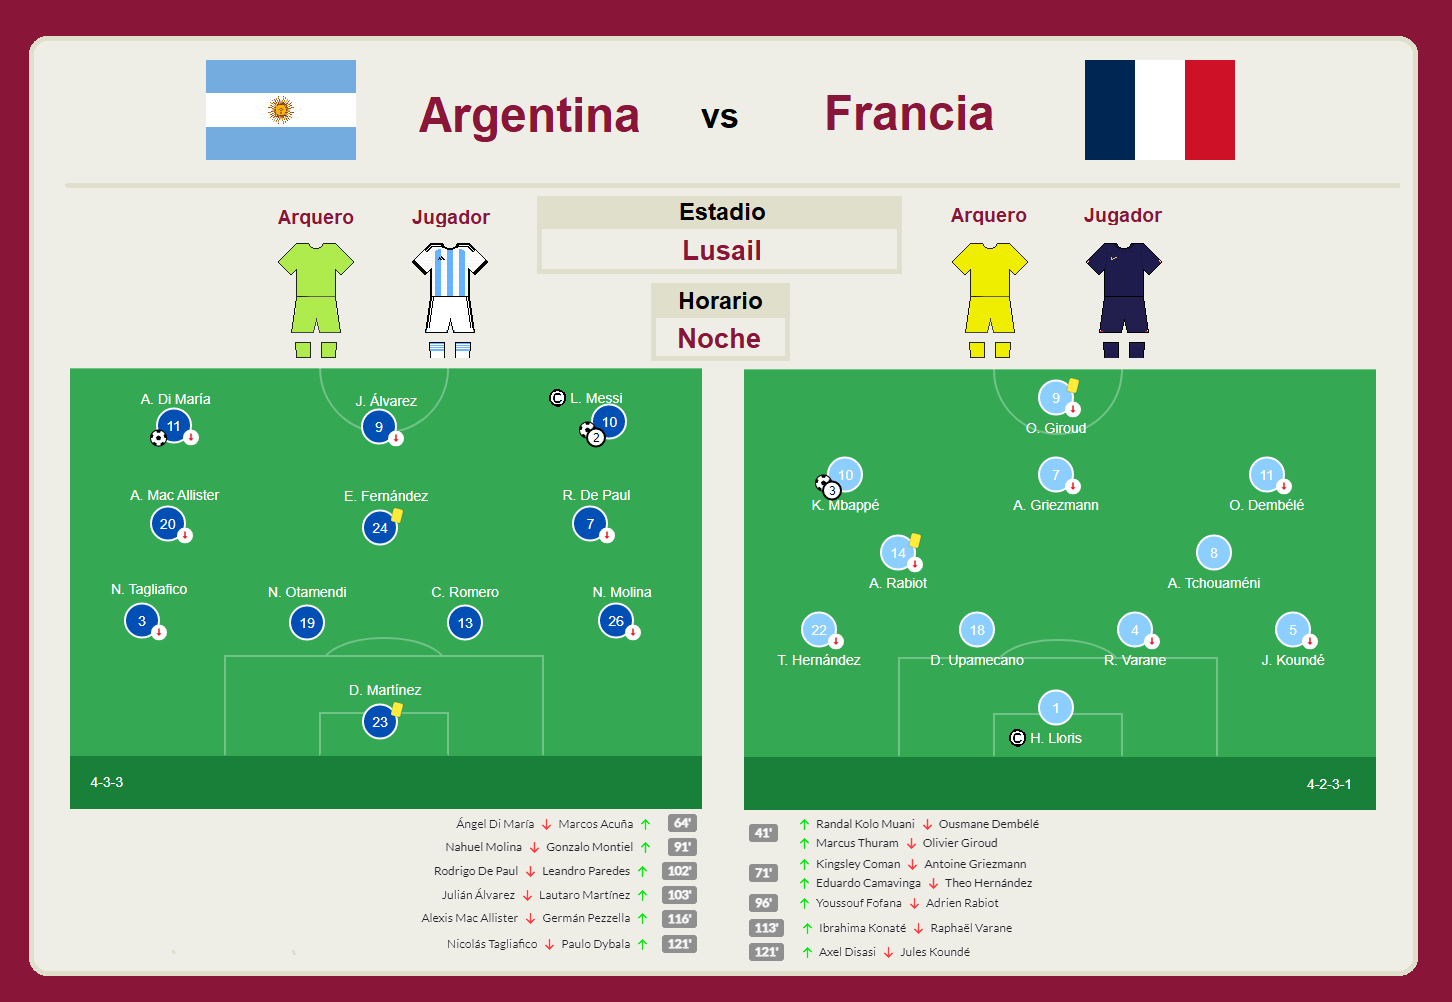 Argentina vs Francia
Arquero
Jugador
Estadio
Lusail
Horario
Noche
Arquero
Jugador
A. Di María
11
J. Álvarez
9
C L. Messi
10
2
A. Mac Allister
20
E. Fernández
24
R. De Paul
7
N. Tagliafico
3
N. Otamendi
19
C. Romero
13
N. Molina
26
D. Martínez
23
4-3-3
9
O. Giroud
10
3
K. Mbappé
7
A. Griezmann
11
O. Dembélé
14
A. Rabiot
8
A. Tchouaméni
22
T. Hernández
18
D. Upamecano
4
R. Varane
5
J. Koundé
1
C H. Lloris
4-2-3-1
Ángel Di María ↓ Marcos Acuña ↑ 64'
Nahuel Molina ↓ Gonzalo Montiel ↑ 91'
Rodrigo De Paul ↓ Leandro Paredes ↑ 102'
Julián Álvarez ↓ Lautaro Martínez ↑ 103'
Alexis Mac Allister ↓ Germán Pezzella ↑ 116'
Nicolás Tagliafico ↓ Paulo Dybala ↑ 121'
41' ↑ Randal Kolo Muani ↓ Ousmane Dembélé
↑ Marcus Thuram ↓ Olivier Giroud
71' ↑ Kingsley Coman ↓ Antoine Griezmann
↑ Eduardo Camavinga ↓ Theo Hernández
96' ↑ Youssouf Fofana ↓ Adrien Rabiot
113' ↑ Ibrahima Konaté ↓ Raphaël Varane
121' ↑ Axel Disasi ↓ Jules Koundé